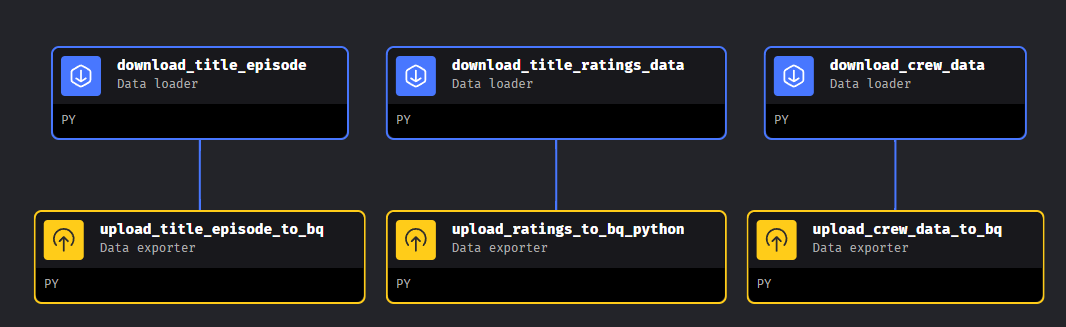 download_title_episode
Data loader
PY
download_title_ratings_data
Data loader
PY
download_crew_data
Data loader
PY
upload_title_episode_to_bq
Data exporter
PY
upload_ratings_to_bq_python
Data exporter
PY
upload_crew_data_to_bq
Data exporter
PY